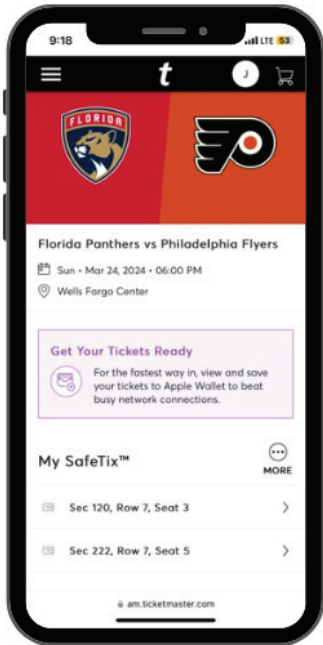 9:18 LTE 53
t J
FLORIDA
Florida Panthers vs Philadelphia Flyers
Sun • Mar 24, 2024 • 06:00 PM
Wells Fargo Center
Get Your Tickets Ready
For the fastest way in, view and save
your tickets to Apple Wallet to beat
busy network connections.
My SafeTix™
MORE
Sec 120, Row 7, Seat 3
Sec 222, Row 7, Seat 5
am.ticketmaster.com